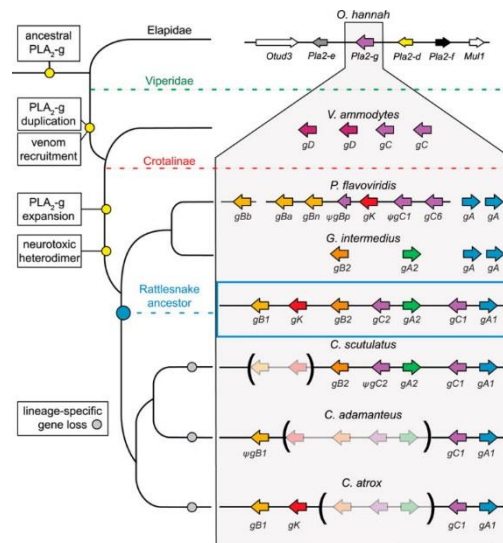 O. hannah
ancestral
PLA₂-g
Elapidae
Otud3 Pla2-e Pla2-g Pla2-d Pla2-f Mul1
Viperidae
PLA₂-g
duplication
venom
recruitment
V. ammodytes
gD gD gC gC
Crotalinae
P. flavoviridis
PLA₂-g
expansion
gBb gBa gBn ψgBp gK ψgC1 gC6 gA gA
neurotoxic
heterodimer
G. intermedius
gB2 gA2 gA gA
Rattlesnake
ancestor
gB1 gK gB2 gC2 gA2 gC1 gA1
C. scutulatus
gB2 ψgC2 gA2 gC1 gA1
lineage-specific
gene loss
C. adamanteus
ψgB1 gC1 gA1
C. atrox
gB1 gK gC1 gA1